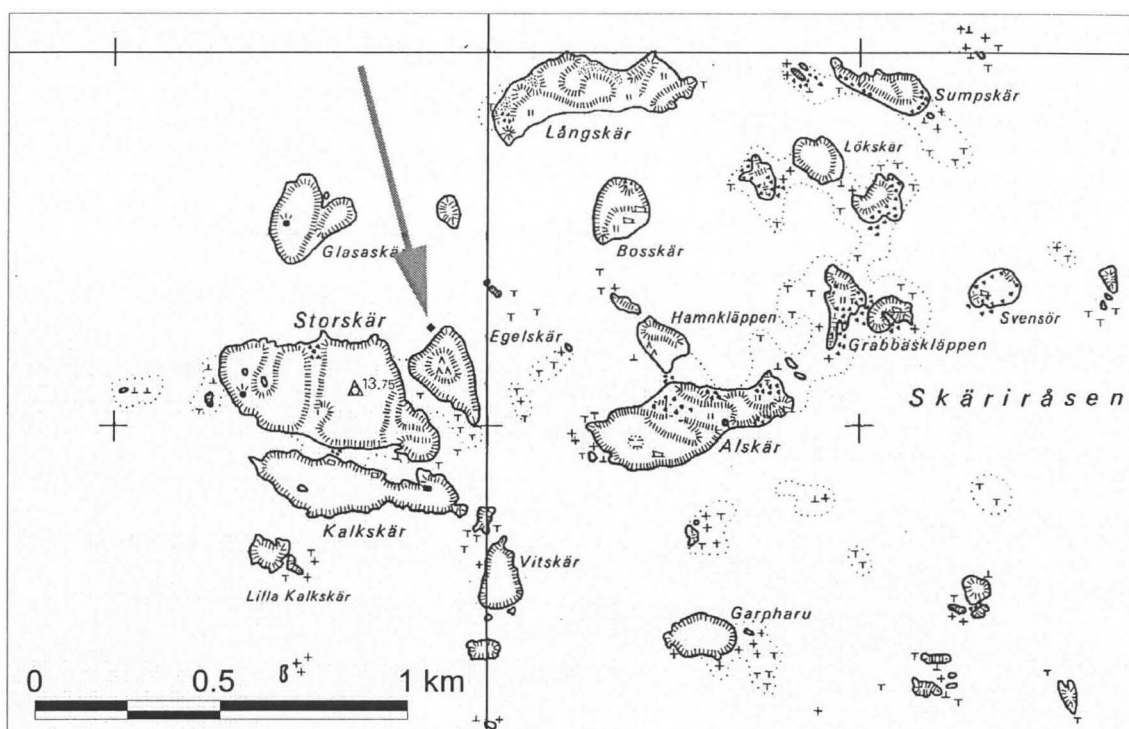 Sumpskär
Långskär
Lökskär
Glasaskär
Bosskär
Storskär
Egelskär
Hamnkläppen
Svensör
Grabbäskläppen
13,75
Skäriråsen
Alskär
Kalkskär
Vitskär
Lilla Kalkskär
Garpharu
0 0.5 1 km